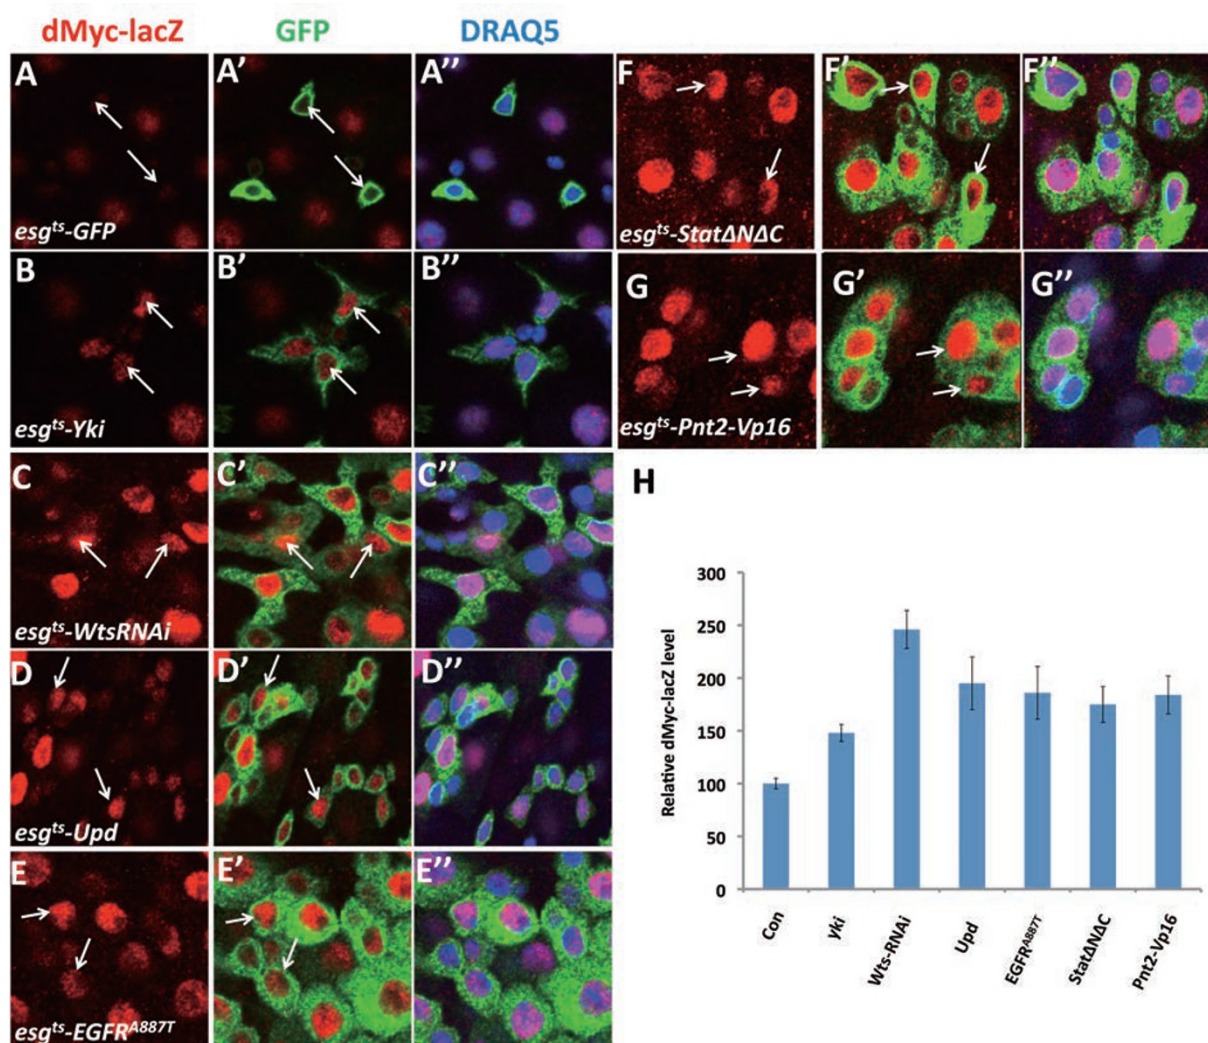 dMyc-lacZ GFP DRAQ5
A A' A''
esgᵗˢ-GFP
B B' B''
esgᵗˢ-Yki
C C' C''
esgᵗˢ-WtsRNAi
D D' D''
esgᵗˢ-Upd
E E' E''
esgᵗˢ-EGFRᴬ⁸⁸⁷ᵀ
F F' F''
esgᵗˢ-StatΔNΔC
G G' G''
esgᵗˢ-Pnt2-Vp16
H
Relative dMyc-lacZ level
300
250
200
150
100
50
0
Con
yki
Wts-RNAi
Upd
EGFRᴬ⁸⁸⁷ᵀ
StatΔNΔC
Pnt2-Vp16